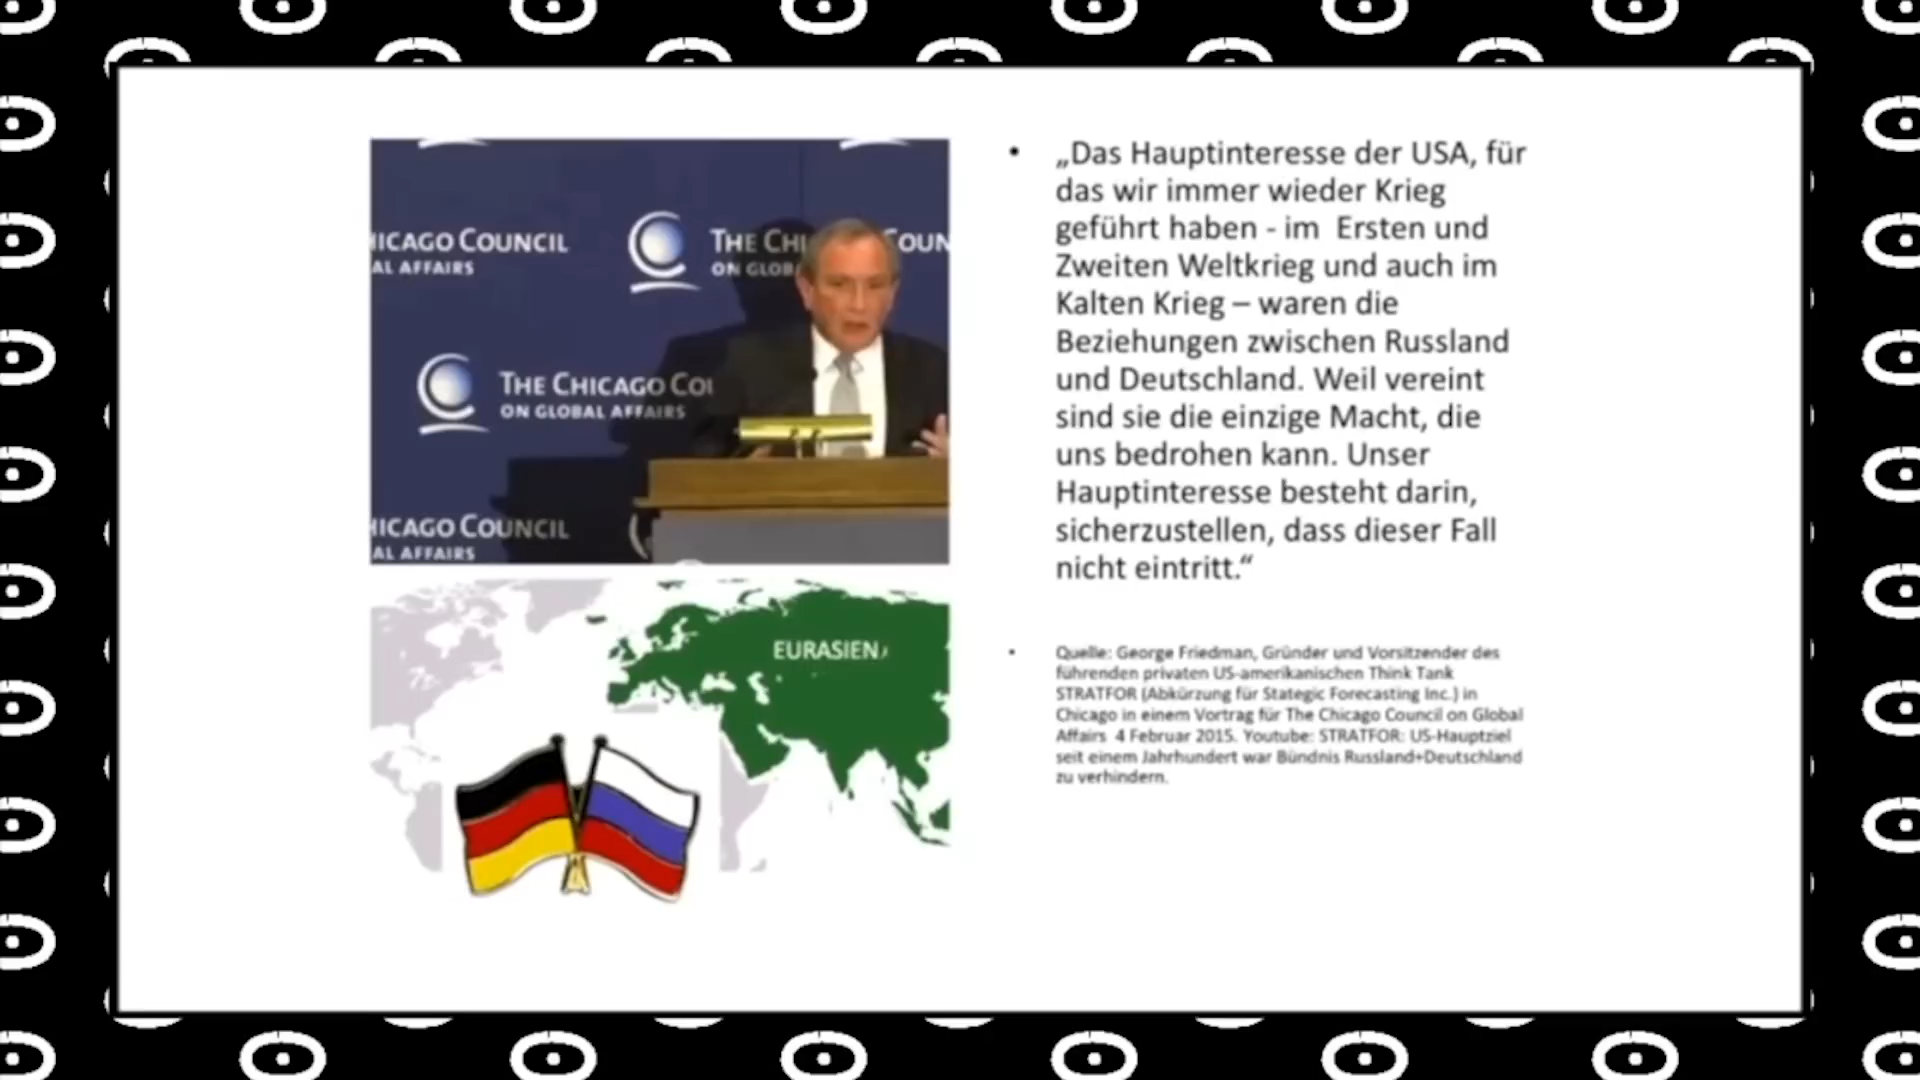 HICAGO COUNCIL
AL AFFAIRS
THE CHI
OUN
ON GLOB
THE CHICAGO COU
ON GLOBAL AFFAIRS
HICAGO COUNCIL
AL AFFAIRS
EURASIEN
• „Das Hauptinteresse der USA, für
das wir immer wieder Krieg
geführt haben - im Ersten und
Zweiten Weltkrieg und auch im
Kalten Krieg – waren die
Beziehungen zwischen Russland
und Deutschland. Weil vereint
sind sie die einzige Macht, die
uns bedrohen kann. Unser
Hauptinteresse besteht darin,
sicherzustellen, dass dieser Fall
nicht eintritt.“
• Quelle: George Friedman, Gründer und Vorsitzender des
führenden privaten US-amerikanischen Think Tank
STRATFOR (Abkürzung für Stategic Forecasting Inc.) in
Chicago in einem Vortrag für The Chicago Council on Global
Affairs 4 Februar 2015. Youtube: STRATFOR: US-Hauptziel
seit einem Jahrhundert war Bündnis Russland+Deutschland
zu verhindern.